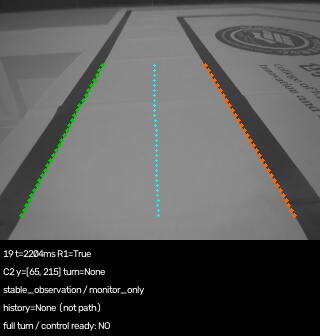 19 t=2204ms R1=True
C2 y=[65, 215] turn=None
stable_observation / monitor_only
history=None (not path)
full turn / control ready: NO